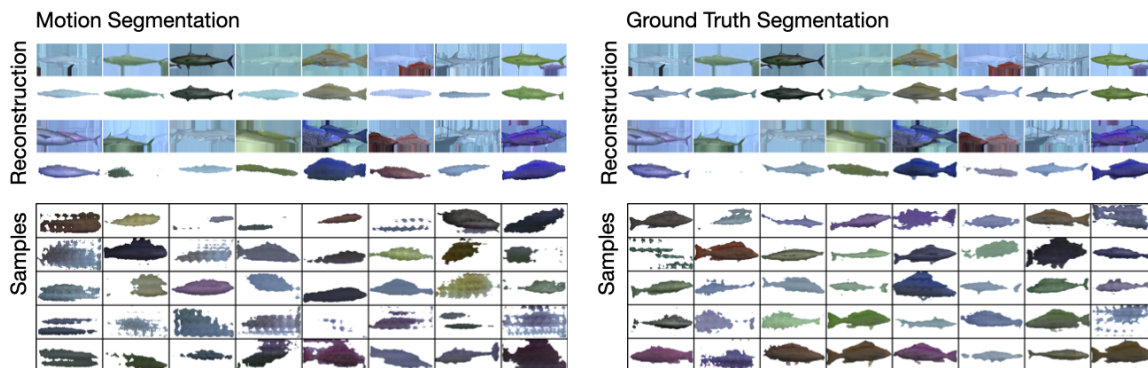 Motion Segmentation
Reconstruction
Samples
Ground Truth Segmentation
Reconstruction
Samples